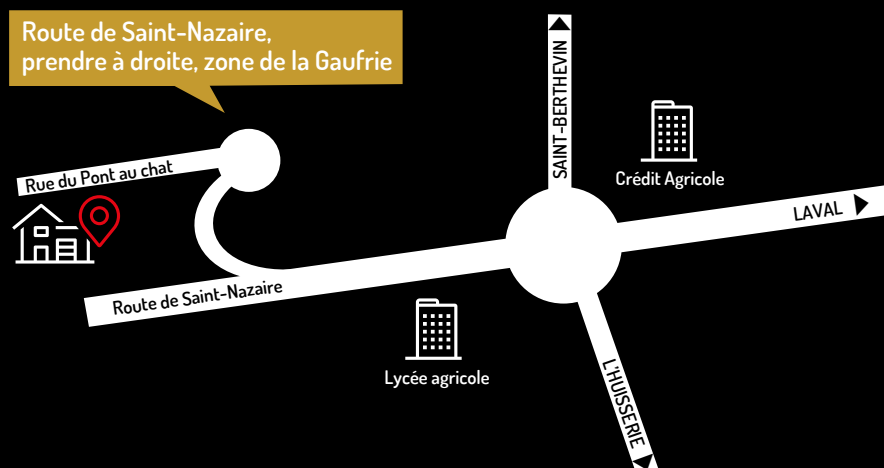 Route de Saint-Nazaire,
prendre à droite, zone de la Gaufrie
SAINT-BERTHEVIN
Crédit Agricole
Rue du Pont au chat
LAVAL
Route de Saint-Nazaire
Lycée agricole
L'HUISSERIE